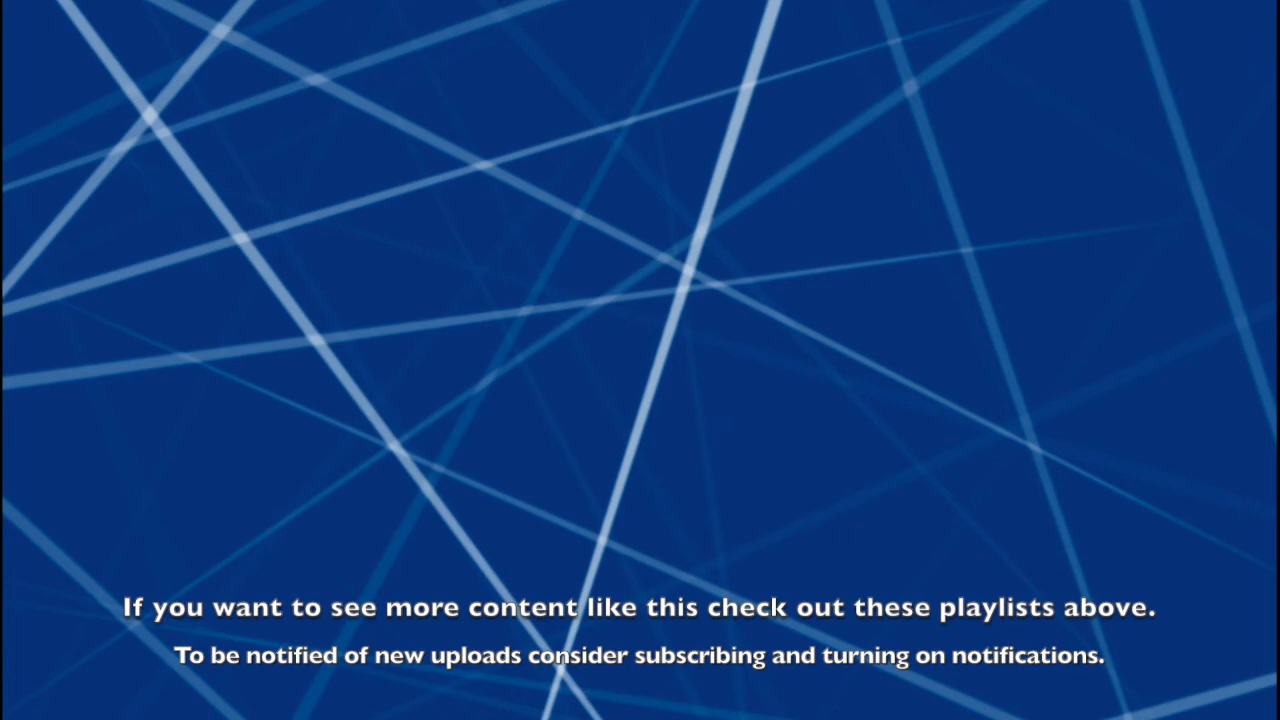 If you want to see more content like this check out these playlists above.
To be notified of new uploads consider subscribing and turning on notifications.